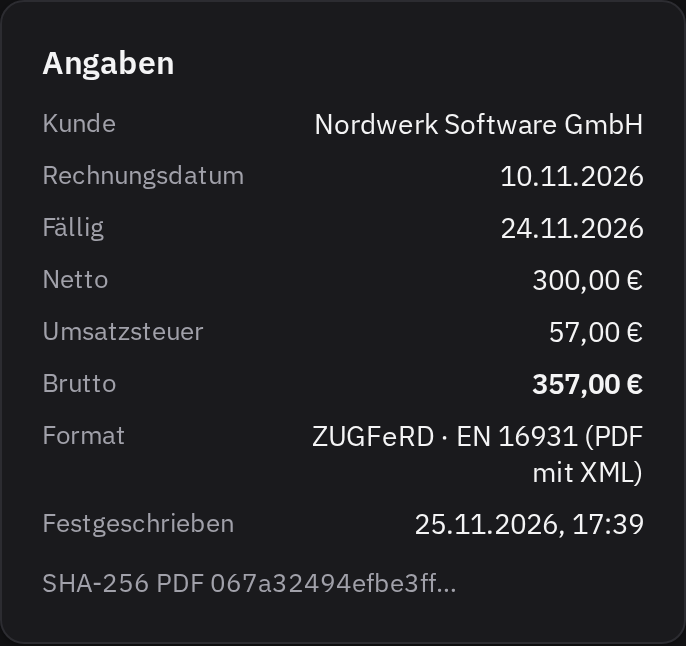 Angaben
Kunde Nordwerk Software GmbH
Rechnungsdatum 10.11.2026
Fällig 24.11.2026
Netto 300,00 €
Umsatzsteuer 57,00 €
Brutto 357,00 €
Format ZUGFeRD · EN 16931 (PDF
mit XML)
Festgeschrieben 25.11.2026, 17:39
SHA-256 PDF 067a32494efbe3ff…